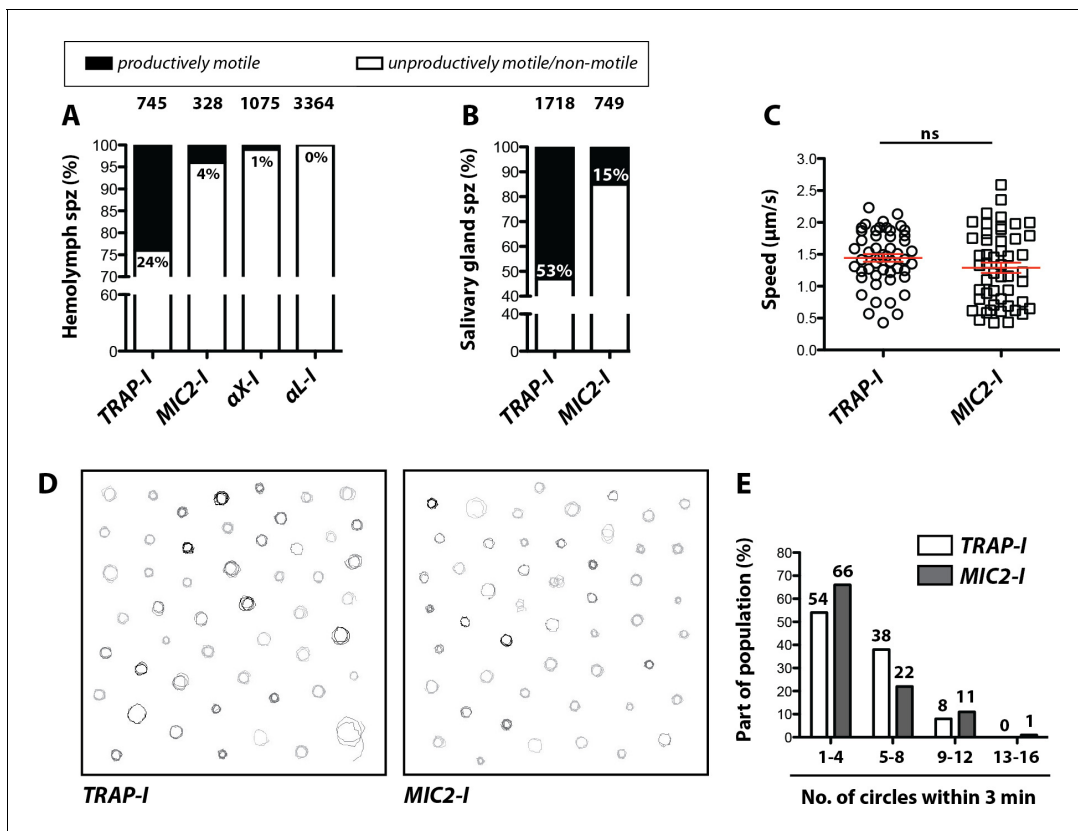 productively motile
unproductively motile/non-motile
A
745 328 1075 3364
Hemolymph spz (%)
100
95
90
85
80
75
70
60
0
24%
4%
1%
0%
TRAP-I
MIC2-I
αX-I
αL-I
B
1718 749
Salivary gland spz (%)
100
90
80
70
60
50
40
40
0
53%
15%
TRAP-I
MIC2-I
C
ns
Speed (µm/s)
3.0
2.5
2.0
1.5
1.0
0.5
0.0
TRAP-I
MIC2-I
D
TRAP-I
MIC2-I
E
TRAP-I
MIC2-I
Part of population (%)
80
70
60
50
40
30
20
10
0
54
66
38
22
8
11
0
1
1-4 5-8 9-12 13-16
No. of circles within 3 min